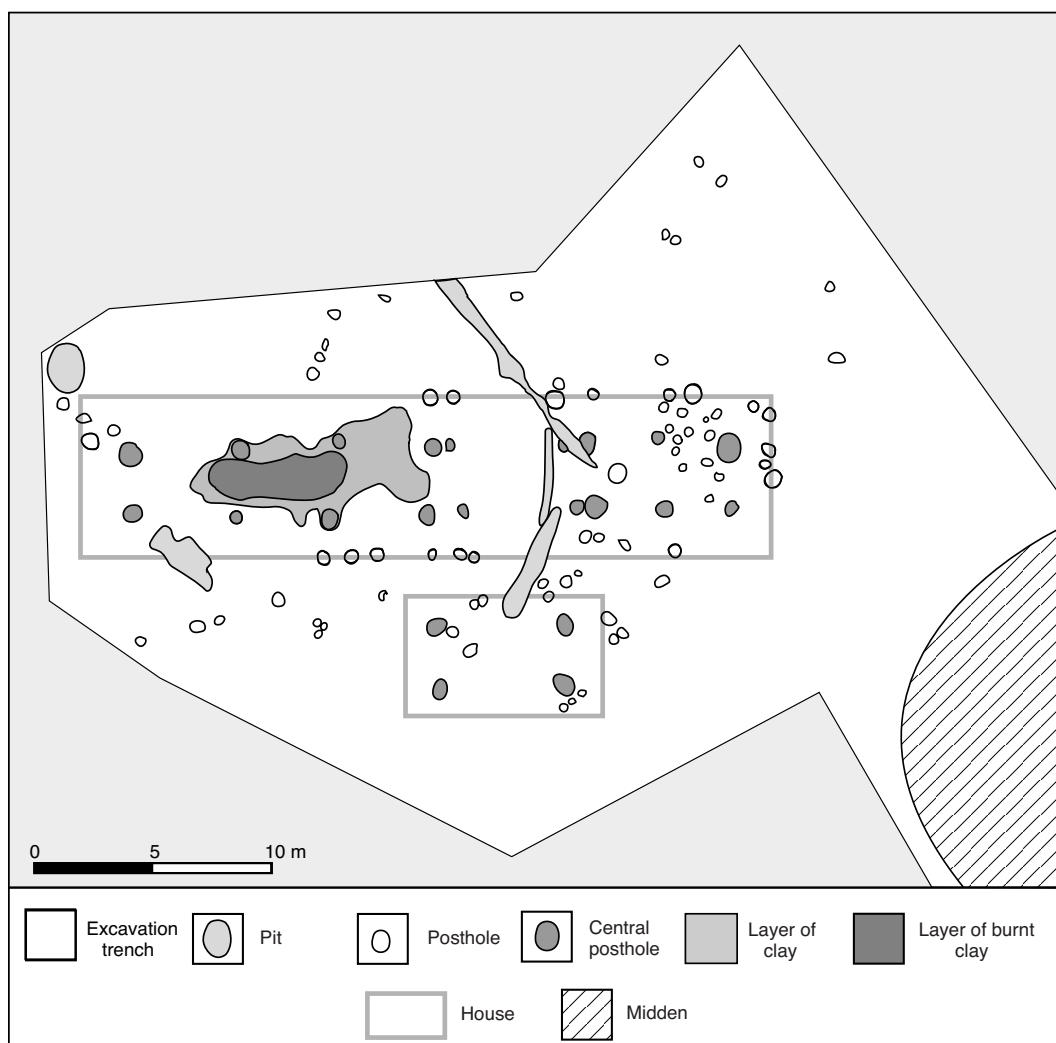 0 5 10 m
Excavation
trench
Pit
Posthole
Central
posthole
Layer of
clay
Layer of burnt
clay
House
Midden